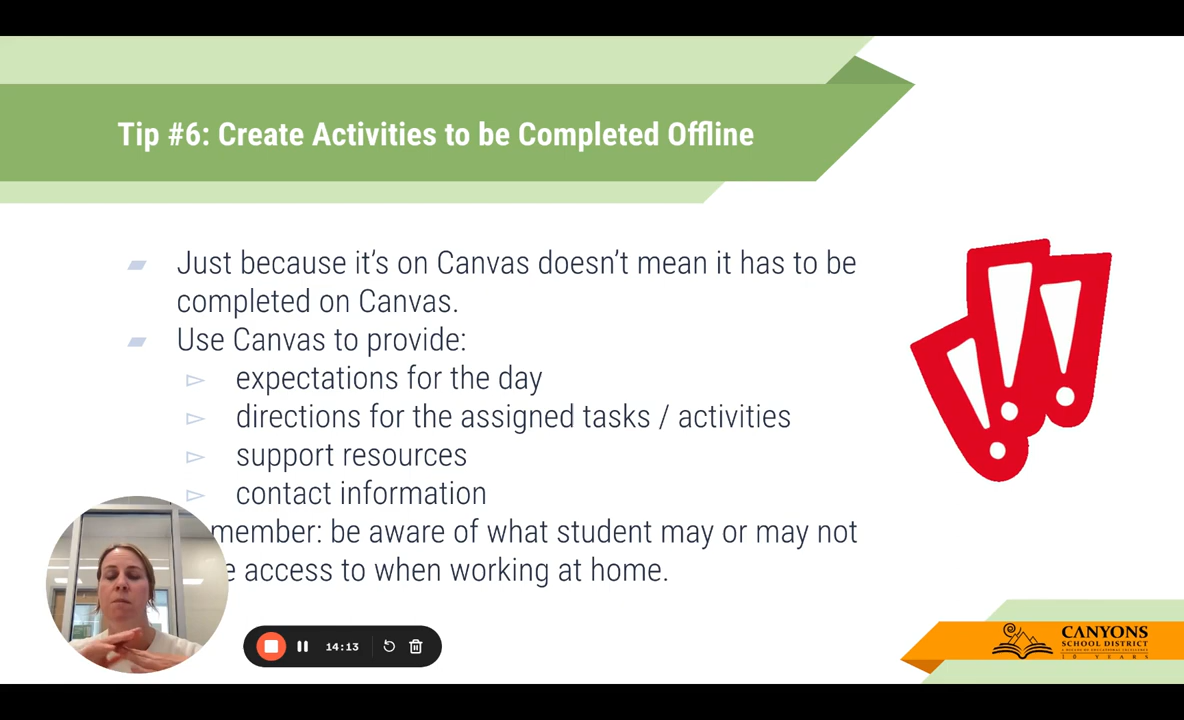 Tip #6: Create Activities to be Completed Offline
Just because it's on Canvas doesn't mean it has to be
completed on Canvas.
Use Canvas to provide:
expectations for the day
directions for the assigned tasks / activities
support resources
contact information
member: be aware of what student may or may not
e access to when working at home.
14:13
CANYONS
SCHOOL DISTRICT
10 YEARS